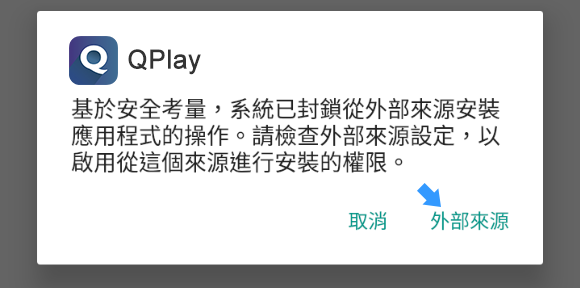 QPlay
基於安全考量，系統已封鎖從外部來源安裝
應用程式的操作。請檢查外部來源設定，以
啟用從這個來源進行安裝的權限。
取消 外部來源